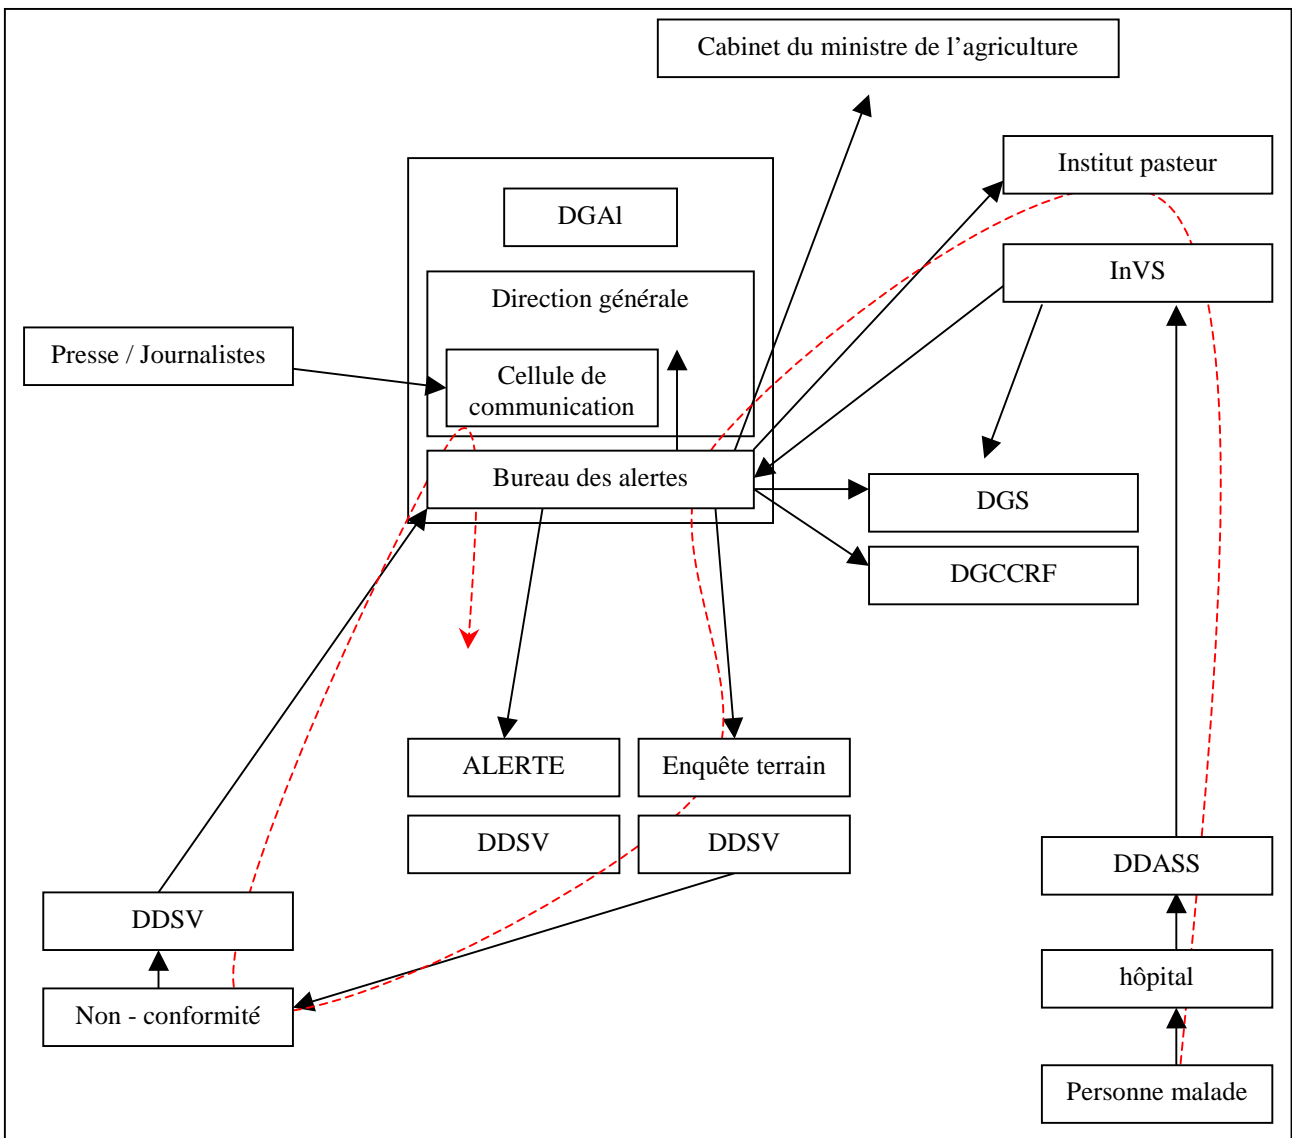 Cabinet du ministre de l’agriculture
Institut pasteur
DGAl
InVS
Direction générale
Presse / Journalistes
Cellule de
communication
Bureau des alertes
DGS
DGCCRF
ALERTE
Enquête terrain
DDSV
DDSV
DDASS
DDSV
hôpital
Non - conformité
Personne malade